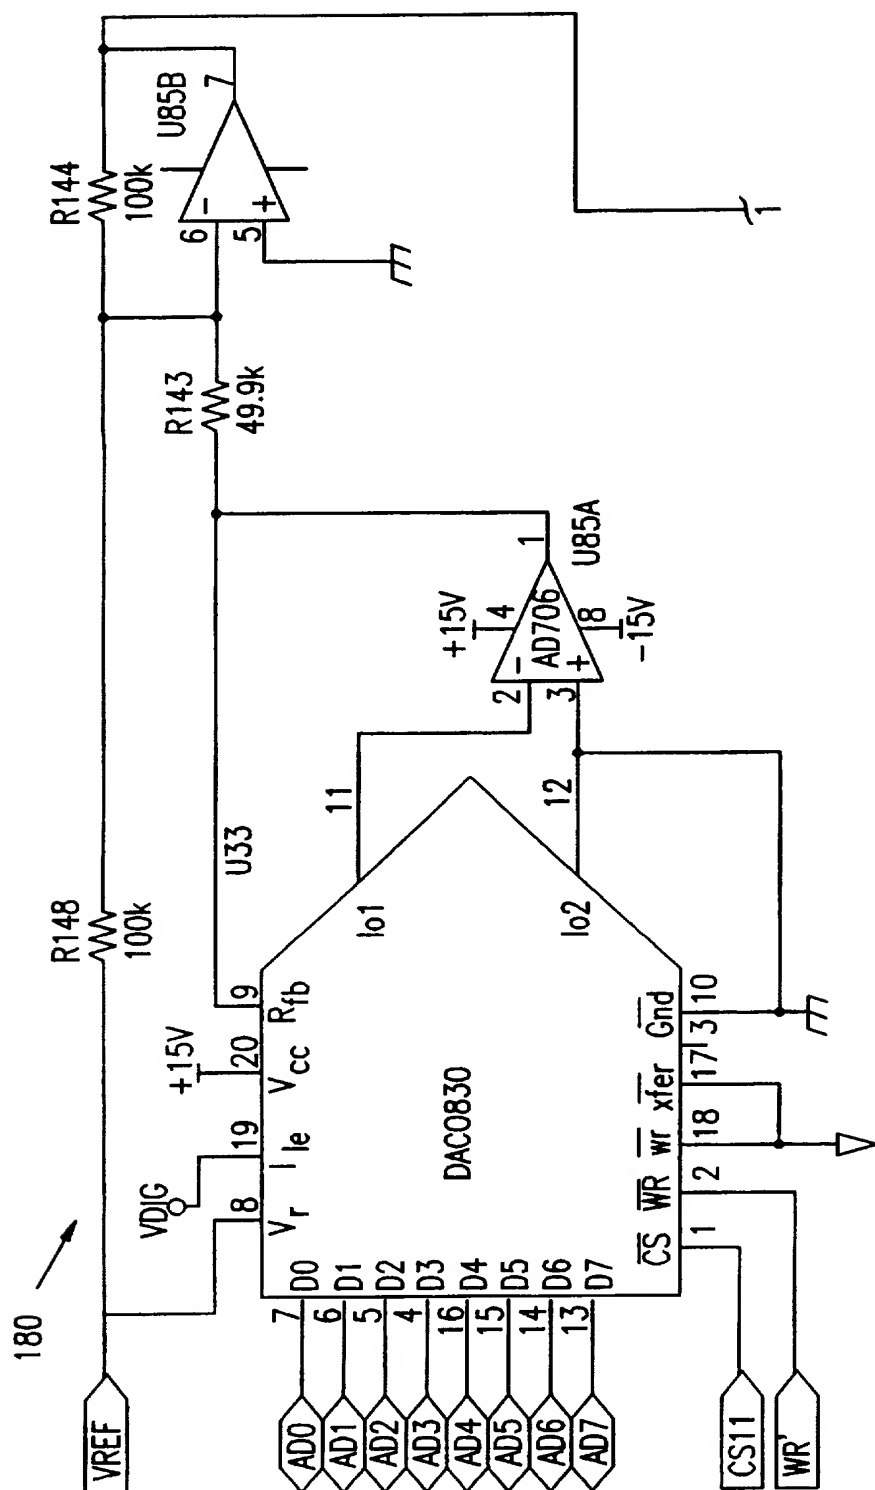 180
VREF
R148
100k
R144
100k
U85B
7
6
5
-
+
R143
49.9k
1
VDIG
+15V
U33
8
19
20
9
Vr
Ile
Vcc
Rfb
AD0
AD1
AD2
AD3
AD4
AD5
AD6
AD7
7
6
5
4
16
15
14
13
D0
D1
D2
D3
D4
D5
D6
D7
DAC0830
Io1
Io2
11
12
2
3
-
+
AD706
+15V
4
8
-15V
1
U85A
CS
WR
wr
xfer
Gnd
1
2
18
17
3
10
CS11
WR'